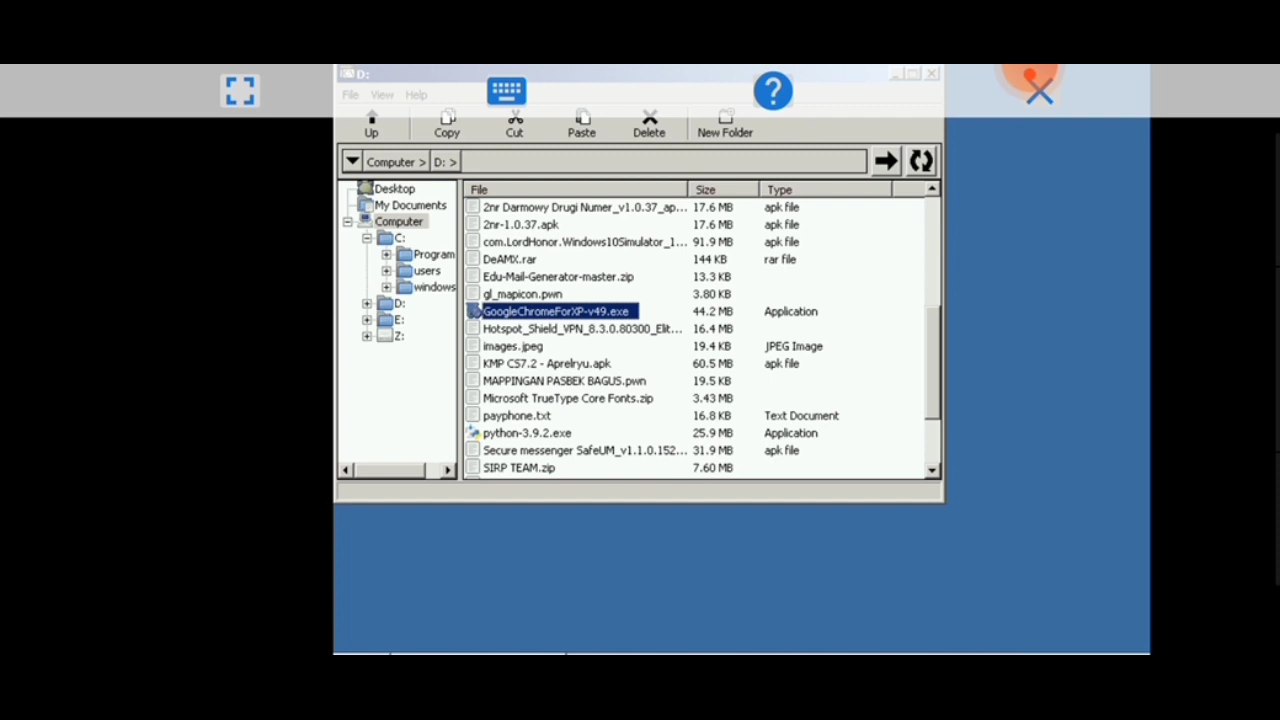 D:
File View Help
?
Up Copy Cut Paste Delete New Folder
Computer > D: >
Desktop
My Documents
Computer
C:
Program
users
windows
D:
E:
Z:
File Size Type
2nr Darmowy Drugi Numer_v1.0.37_ap... 17.6 MB apk file
2nr-1.0.37.apk 17.6 MB apk file
com.LordHonor.Windows10Simulator_1... 91.9 MB apk file
DeAMX.rar 144 KB rar file
Edu-Mail-Generator-master.zip 13.3 KB
gl_mapicon.pwn 3.80 KB
GoogleChromeForXP-v49.exe 44.2 MB Application
Hotspot_Shield_VPN_8.3.0.80300_Elit... 16.4 MB
images.jpeg 19.4 KB JPEG Image
KMP CS7.2 - Aprelryu.apk 60.5 MB apk file
MAPPINGAN PASBEK BAGUS.pwn 19.5 KB
Microsoft TrueType Core Fonts.zip 3.43 MB
payphone.txt 16.8 KB Text Document
python-3.9.2.exe 25.9 MB Application
Secure messenger SafeUM_v1.1.0.152... 31.9 MB apk file
SIRP TEAM.zip 7.60 MB